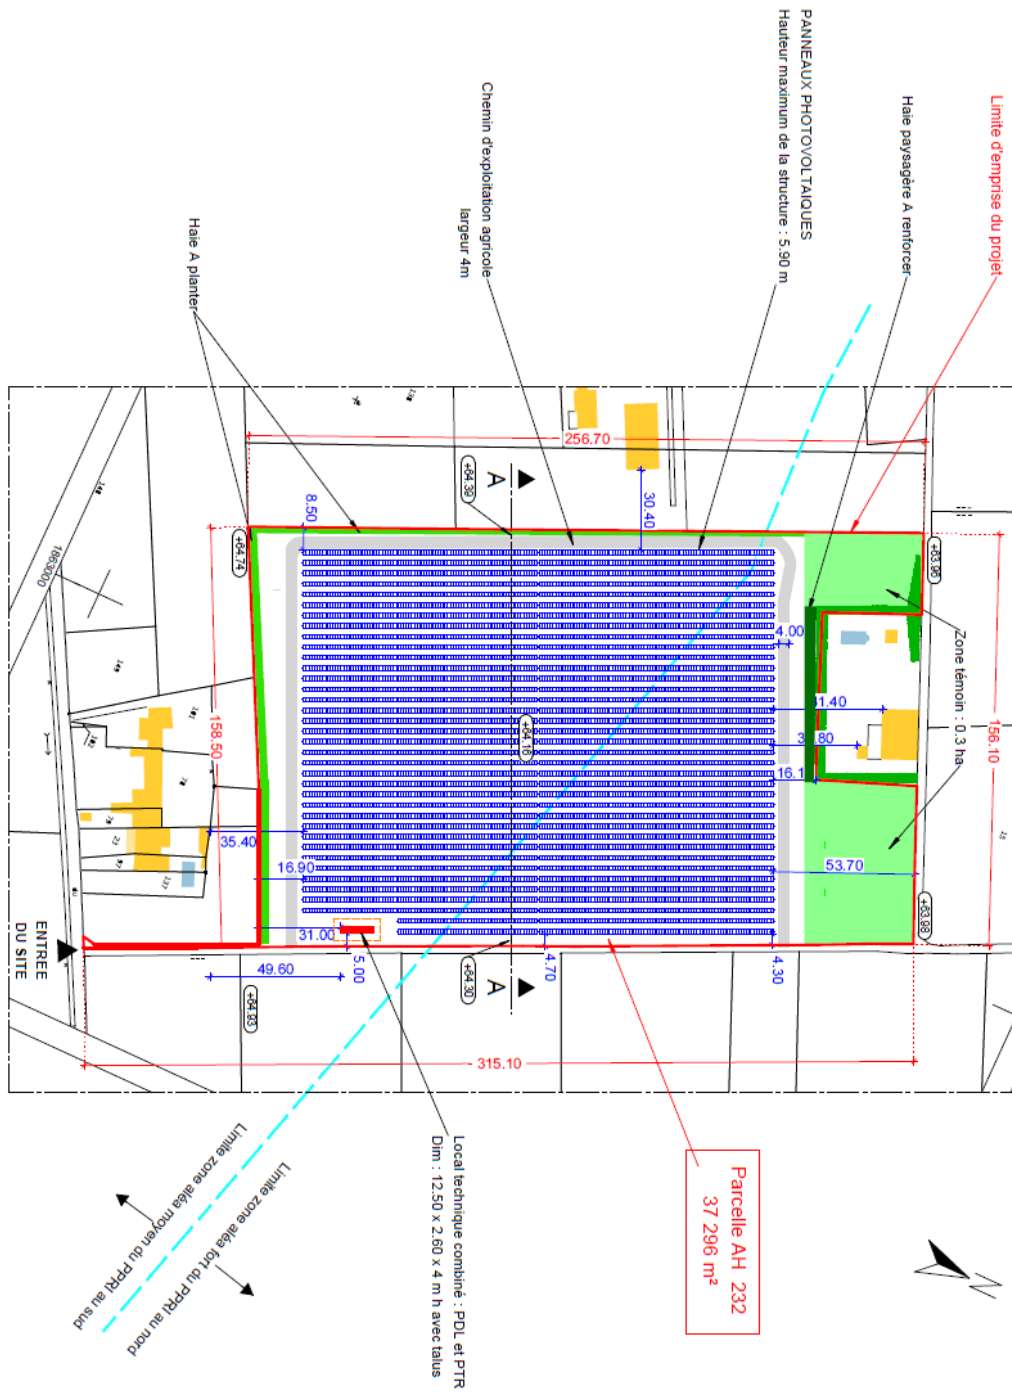 Limite d'emprise du projet
Haie paysagère A renforcer
PANNEAUX PHOTOVOLTAIQUES
Hauteur maximum de la structure : 5.90 m
Chemin d'exploitation agricole
largeur 4m
Haie A planter
256.70
+64.39
A
30.40
8.50
+64.74
+63.96
1863000
148
149
4.00
Zone témoin : 0.3 ha
41.40
156.10
158.50
+64.16
16.1
35.40
16.90
53.70
31.00
+63.98
ENTREE
DU SITE
49.60
5.00
+64.30
A
4.70
4.30
+64.93
315.10
Parcelle AH 232
37 296 m²
Local technique combiné : PDL et PTR
Dim : 12.50 x 2.60 x 4 m h avec talus
Limite zone aléa moyen du PPRI au sud
Limite zone aléa fort du PPRI au nord
N